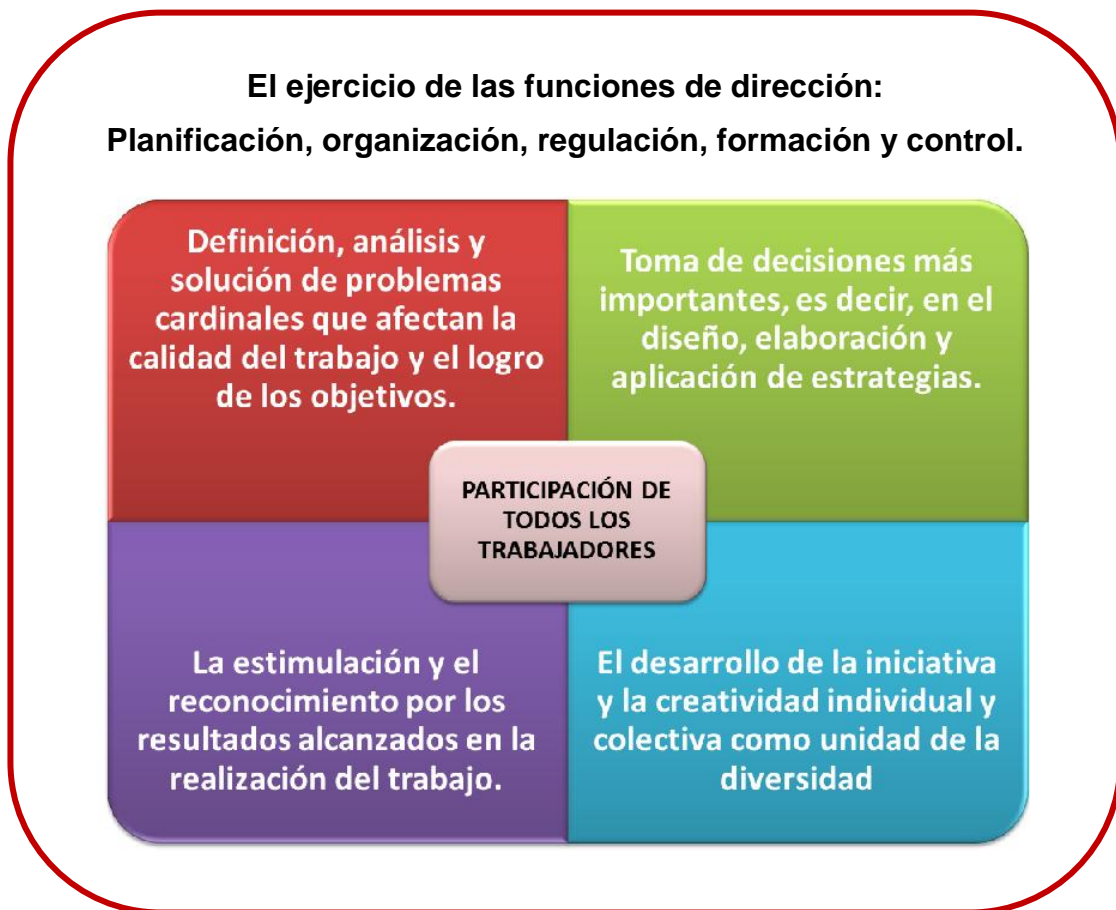 El ejercicio de las funciones de dirección:
Planificación, organización, regulación, formación y control.
Definición, análisis y
solución de problemas
cardinales que afectan la
calidad del trabajo y el logro
de los objetivos.
Toma de decisiones más
importantes, es decir, en el
diseño, elaboración y
aplicación de estrategias.
PARTICIPACIÓN DE
TODOS LOS
TRABAJADORES
La estimulación y el
reconocimiento por los
resultados alcanzados en la
realización del trabajo.
El desarrollo de la iniciativa
y la creatividad individual y
colectiva como unidad de la
diversidad